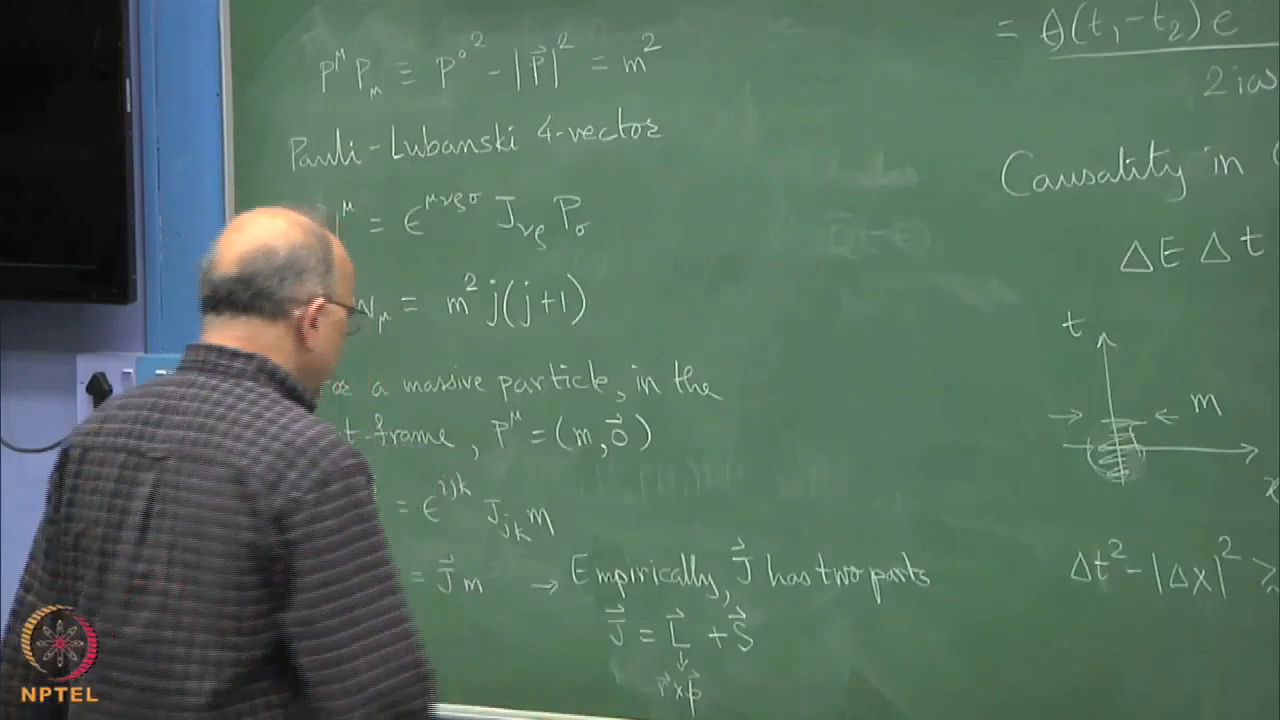 P^μ P_μ ≡ P^0² - |P⃗|² = m²
Pauli-Lubanski 4-vector
^μ = ε^{μνρσ} J_{νρ} P_σ
W_μ = m² j(j+1)
a massive particle, in the
frame, P^μ = (m, 0⃗)
= ε^{ijk} J_{jk} m
= J⃗ m → Empirically, J⃗ has two parts
J⃗ = L⃗ + S⃗
↓
r⃗ × p⃗
= θ(t₁-t₂) e
Causality in
ΔE Δt
t
m
Δt² - |Δx|² ≥
NPTEL